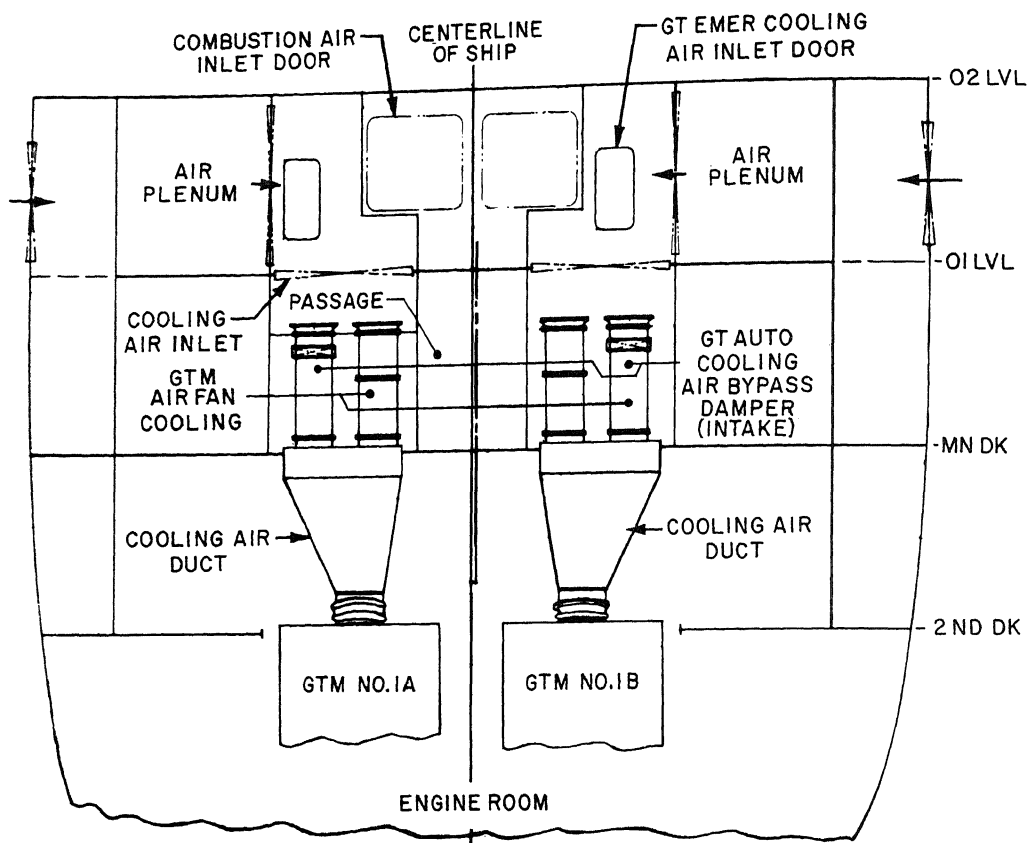 COMBUSTION AIR
INLET DOOR
CENTERLINE
OF SHIP
GT EMER COOLING
AIR INLET DOOR
02 LVL
AIR
PLENUM
AIR
PLENUM
01 LVL
COOLING
AIR INLET
PASSAGE
GTM
AIR FAN
COOLING
GT AUTO
COOLING
AIR BYPASS
DAMPER
(INTAKE)
MN DK
COOLING AIR
DUCT
COOLING AIR
DUCT
2 ND DK
GTM NO.1A
GTM NO.1B
ENGINE ROOM